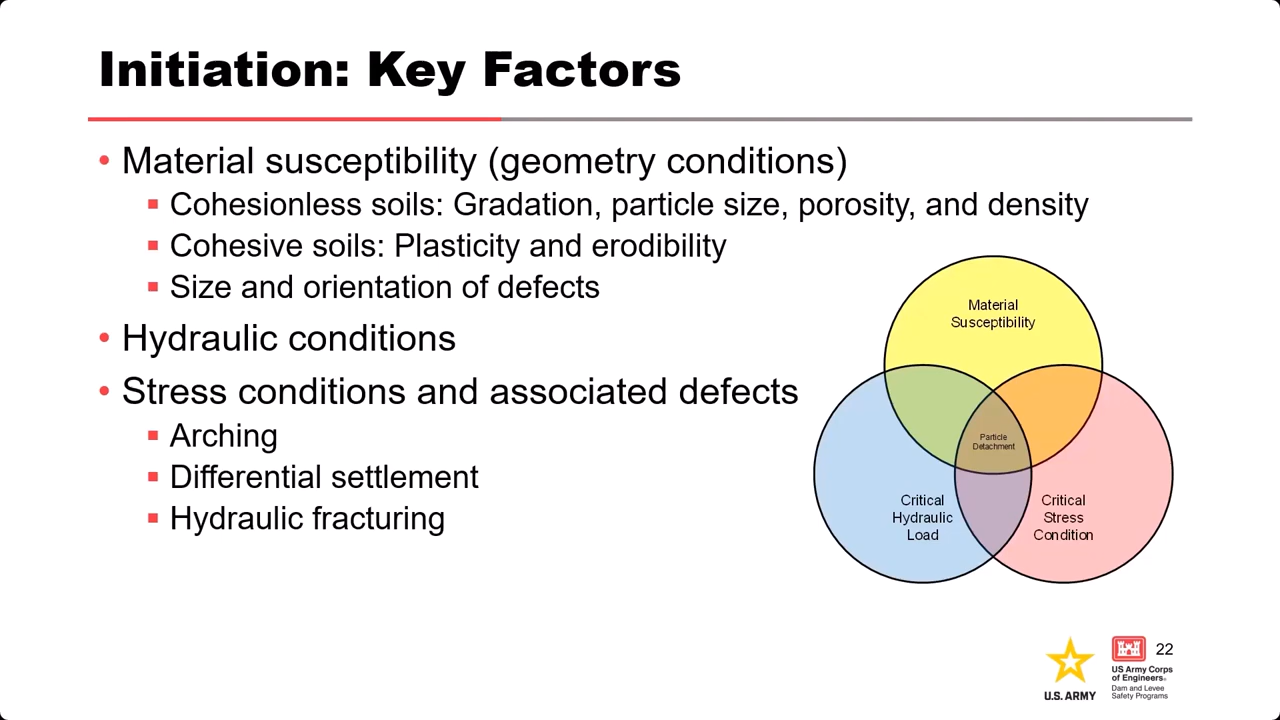 Initiation: Key Factors
• Material susceptibility (geometry conditions)
▪ Cohesionless soils: Gradation, particle size, porosity, and density
▪ Cohesive soils: Plasticity and erodibility
▪ Size and orientation of defects
• Hydraulic conditions
• Stress conditions and associated defects
▪ Arching
▪ Differential settlement
▪ Hydraulic fracturing
Material
Susceptibility
Particle
Detachment
Critical
Hydraulic
Load
Critical
Stress
Condition
U.S. ARMY
US Army Corps
of Engineers®
Dam and Levee
Safety Programs
22